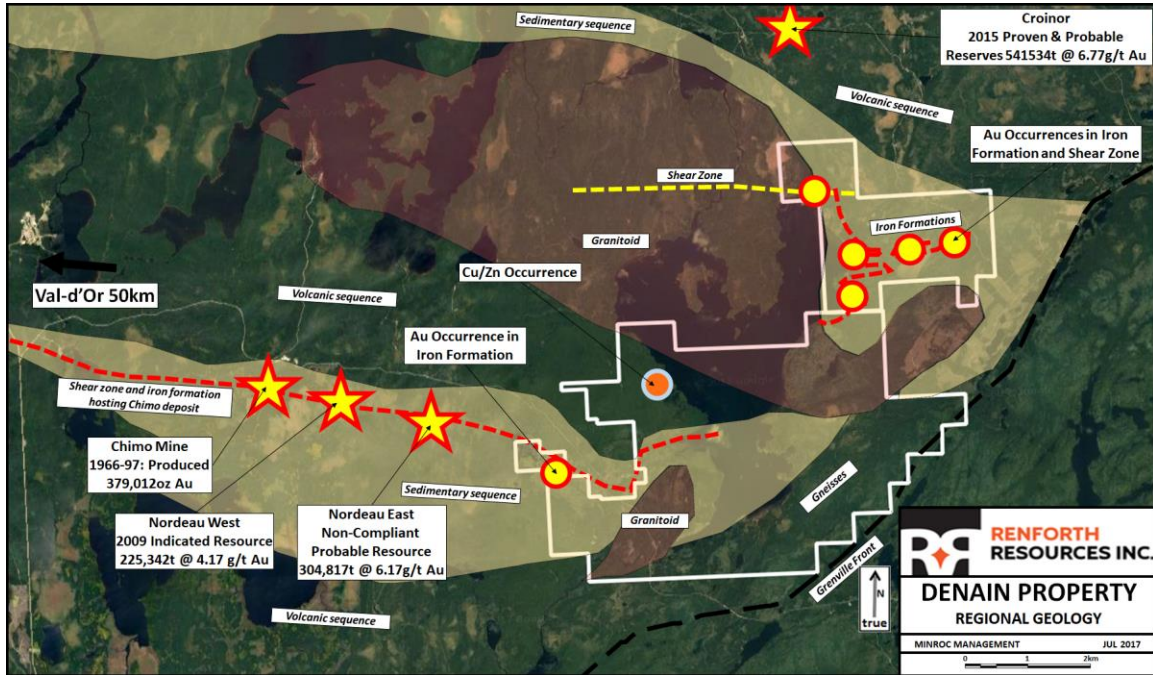 Sedimentary sequence
Croinor
2015 Proven & Probable
Reserves 541534t @ 6.77g/t Au
Volcanic sequence
Au Occurrences in Iron
Formation and Shear Zone
Shear Zone
Iron Formations
Granitoid
Cu/Zn Occurrence
Val-d'Or 50km
Volcanic sequence
Au Occurrence in
Iron Formation
Shear zone and iron formation
hosting Chimo deposit
Chimo Mine
1966-97: Produced
379,012oz Au
Nordeau West
2009 Indicated Resource
225,342t @ 4.17 g/t Au
Nordeau East
Non-Compliant
Probable Resource
304,817t @ 6.17g/t Au
Sedimentary sequence
Granitoid
Gneisses
Grenville Front
Volcanic sequence
N
true
RENFORTH
RESOURCES INC.
DENAIN PROPERTY
REGIONAL GEOLOGY
MINROC MANAGEMENT JUL 2017
0 1 2km